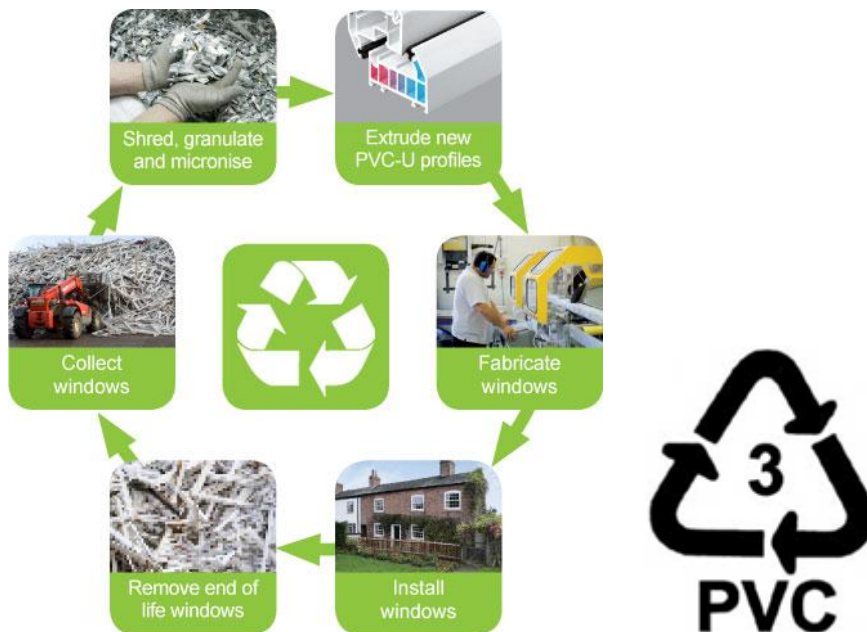 Shred, granulate
and micronise
Extrude new
PVC-U profiles
Fabricate
windows
Install
windows
Remove end of
life windows
Collect
windows
3
PVC